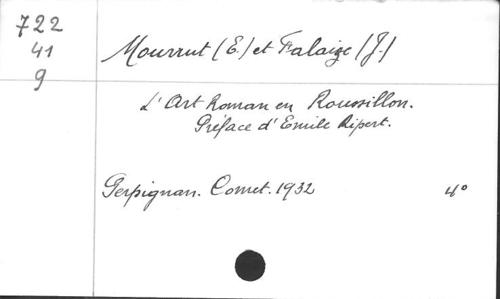 722
41
9
Mourrut (E.) et Falaize (J.)
L'Art Roman en Roussillon.
Préface d'Emile Ripert.
Perpignan. Comet. 1932 4°